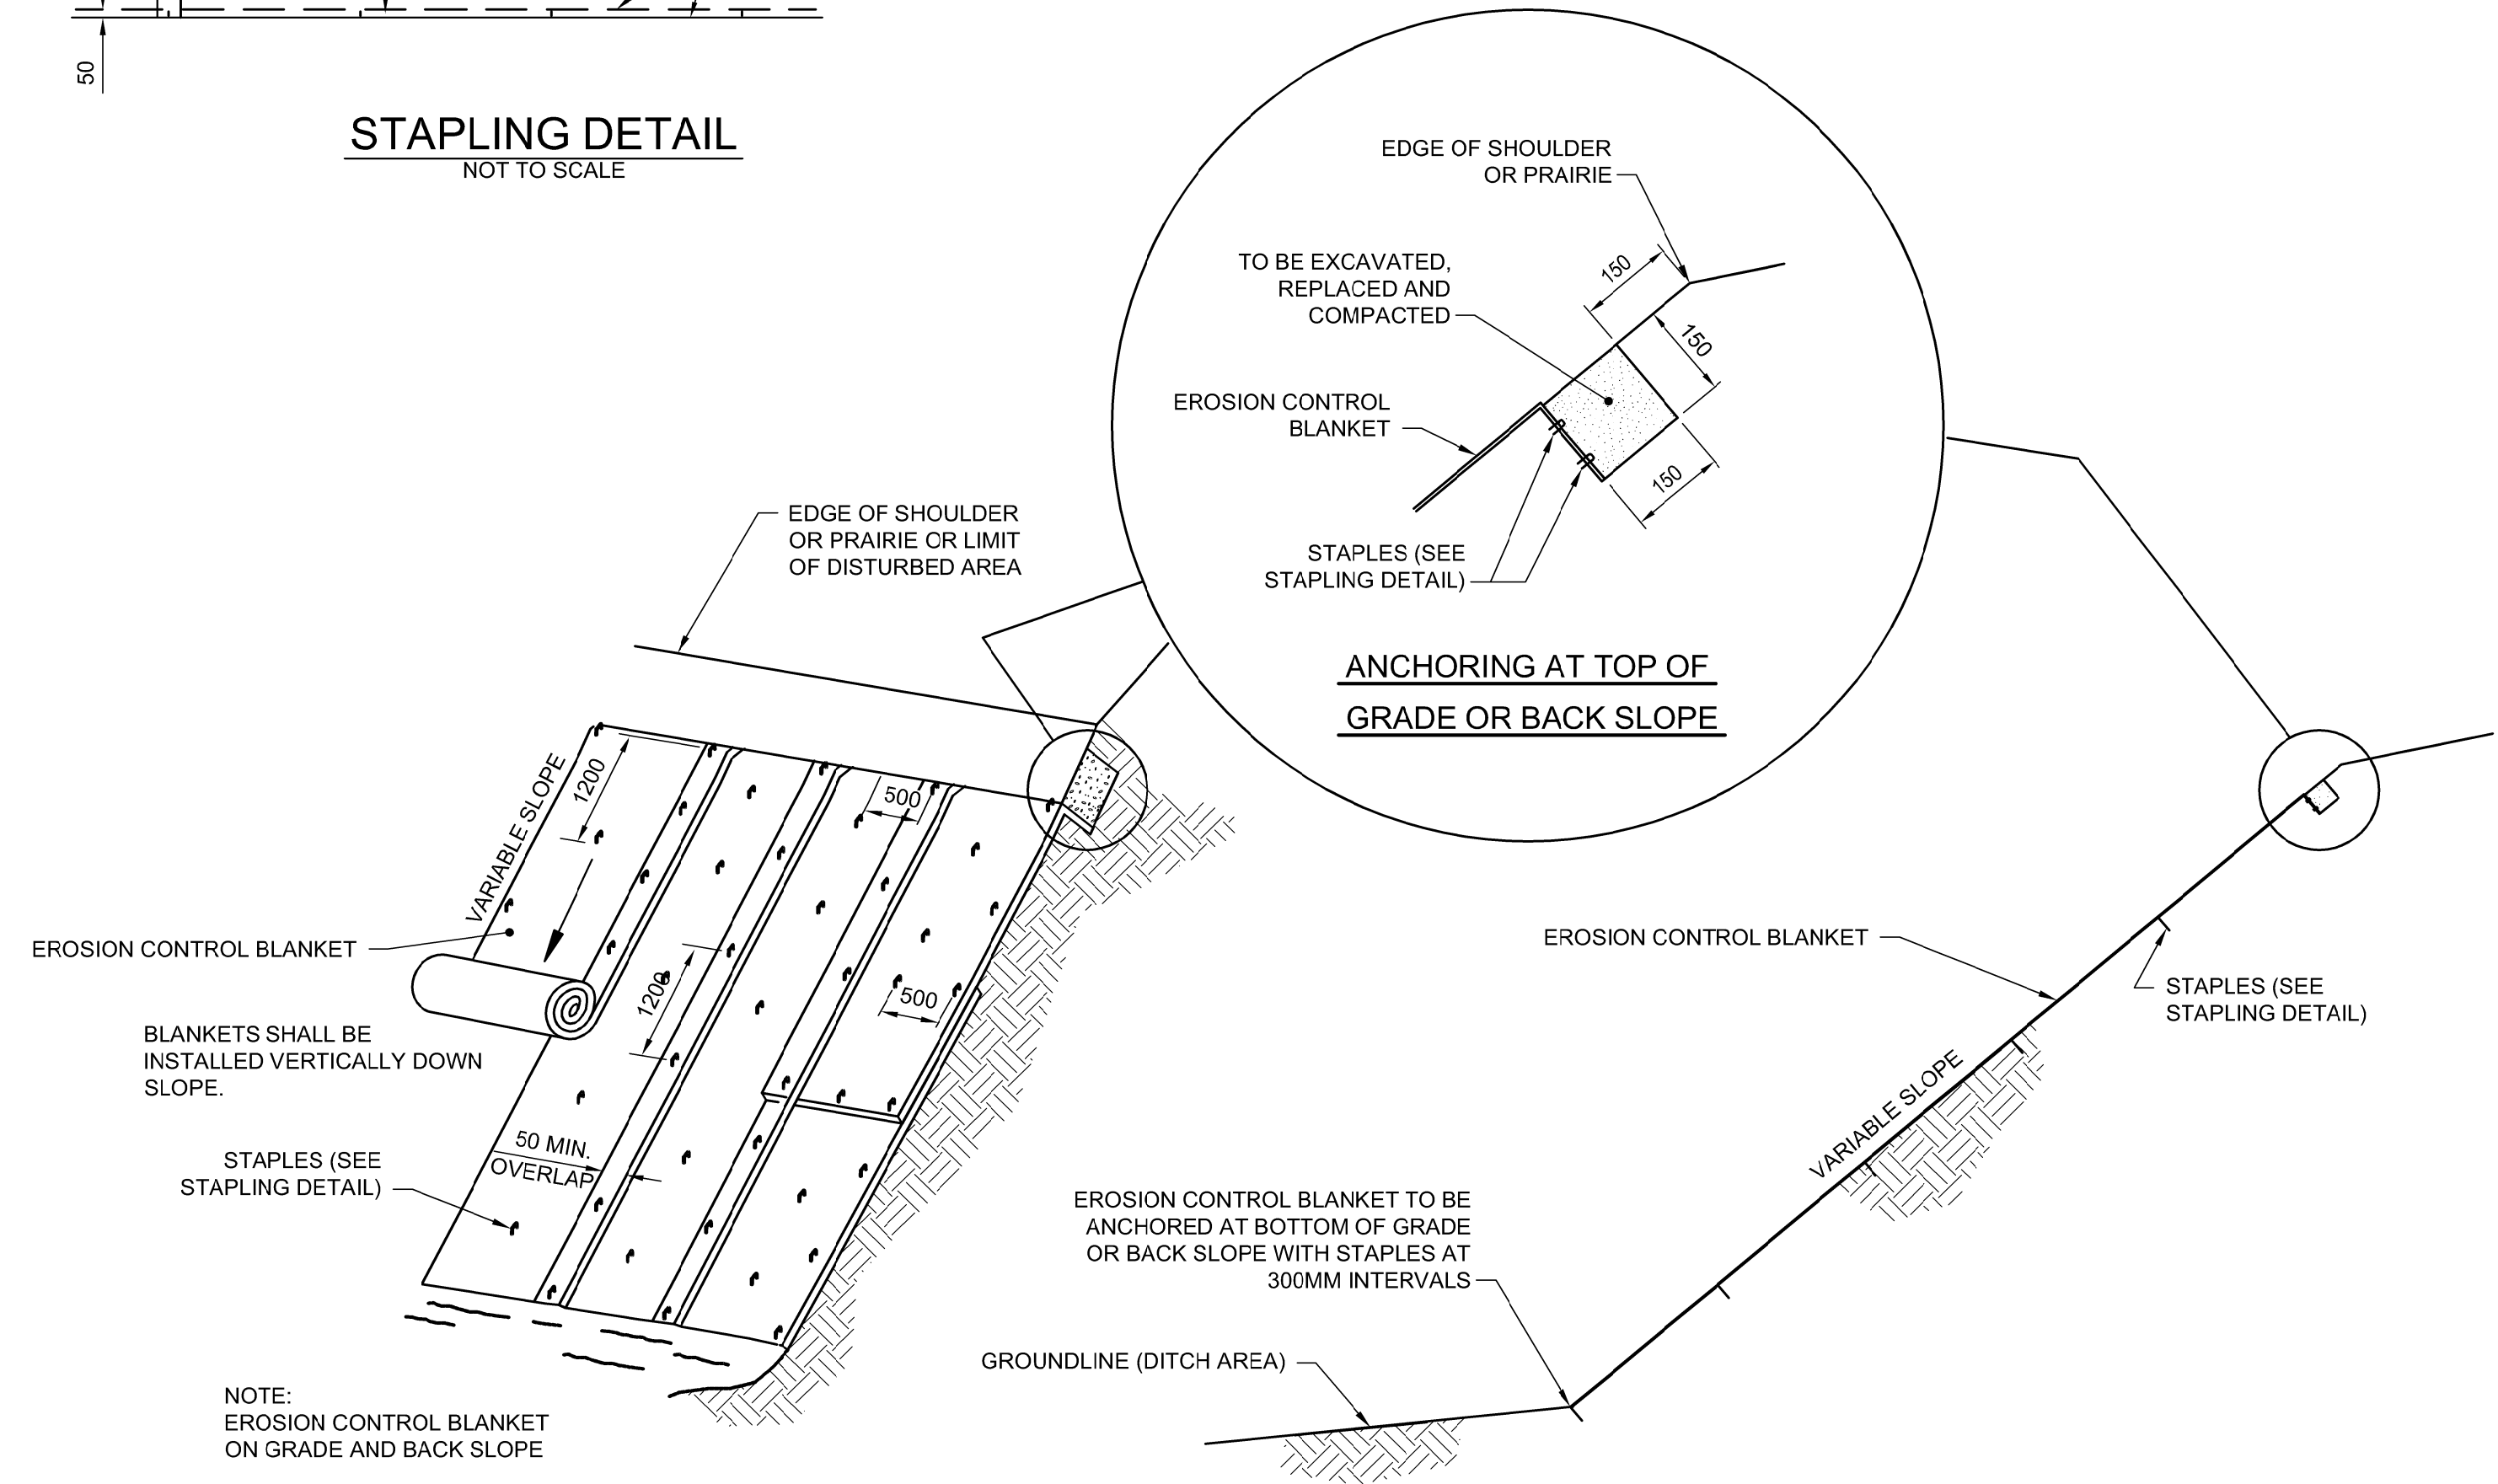 50
STAPLING DETAIL
NOT TO SCALE
EDGE OF SHOULDER
OR PRAIRIE
150
TO BE EXCAVATED,
REPLACED AND
COMPACTED
150
EROSION CONTROL
BLANKET
150
STAPLES (SEE
STAPLING DETAIL)
ANCHORING AT TOP OF
GRADE OR BACK SLOPE
EDGE OF SHOULDER
OR PRAIRIE OR LIMIT
OF DISTURBED AREA
VARIABLE SLOPE
1200
500
EROSION CONTROL BLANKET
1200
500
BLANKETS SHALL BE
INSTALLED VERTICALLY DOWN
SLOPE.
50 MIN.
OVERLAP
STAPLES (SEE
STAPLING DETAIL)
NOTE:
EROSION CONTROL BLANKET
ON GRADE AND BACK SLOPE
EROSION CONTROL BLANKET
STAPLES (SEE
STAPLING DETAIL)
VARIABLE SLOPE
EROSION CONTROL BLANKET TO BE
ANCHORED AT BOTTOM OF GRADE
OR BACK SLOPE WITH STAPLES AT
300MM INTERVALS
GROUNDLINE (DITCH AREA)